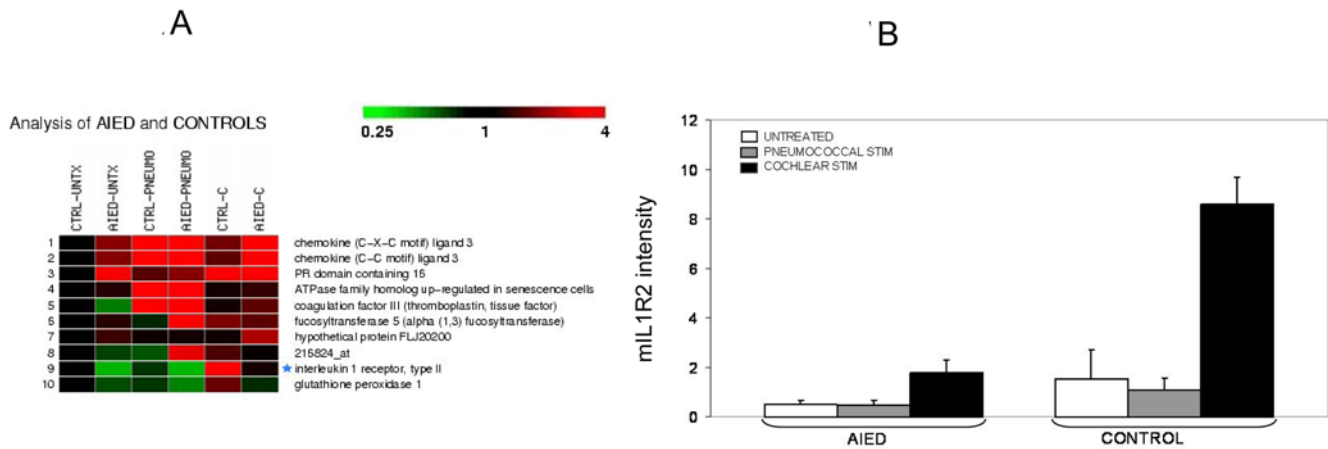 A
Analysis of AIED and CONTROLS
0.25 1 4
CTRL-UNTX
AIED-UNTX
CTRL-PNEUMO
AIED-PNEUMO
CTRL-C
AIED-C
1 chemokine (C-X-C motif) ligand 3
2 chemokine (C-C motif) ligand 3
3 PR domain containing 16
4 ATPase family homolog up-regulated in senescence cells
5 coagulation factor III (thromboplastin, tissue factor)
6 fucosyltransferase 5 (alpha (1,3) fucosyltransferase)
7 hypothetical protein FLJ20200
8 216824_at
9 interleukin 1 receptor, type II
10 glutathione peroxidase 1
B
mIL1R2 intensity
12
10
8
6
4
2
0
UNTREATED
PNEUMOCOCCAL STIM
COCHLEAR STIM
AIED
CONTROL